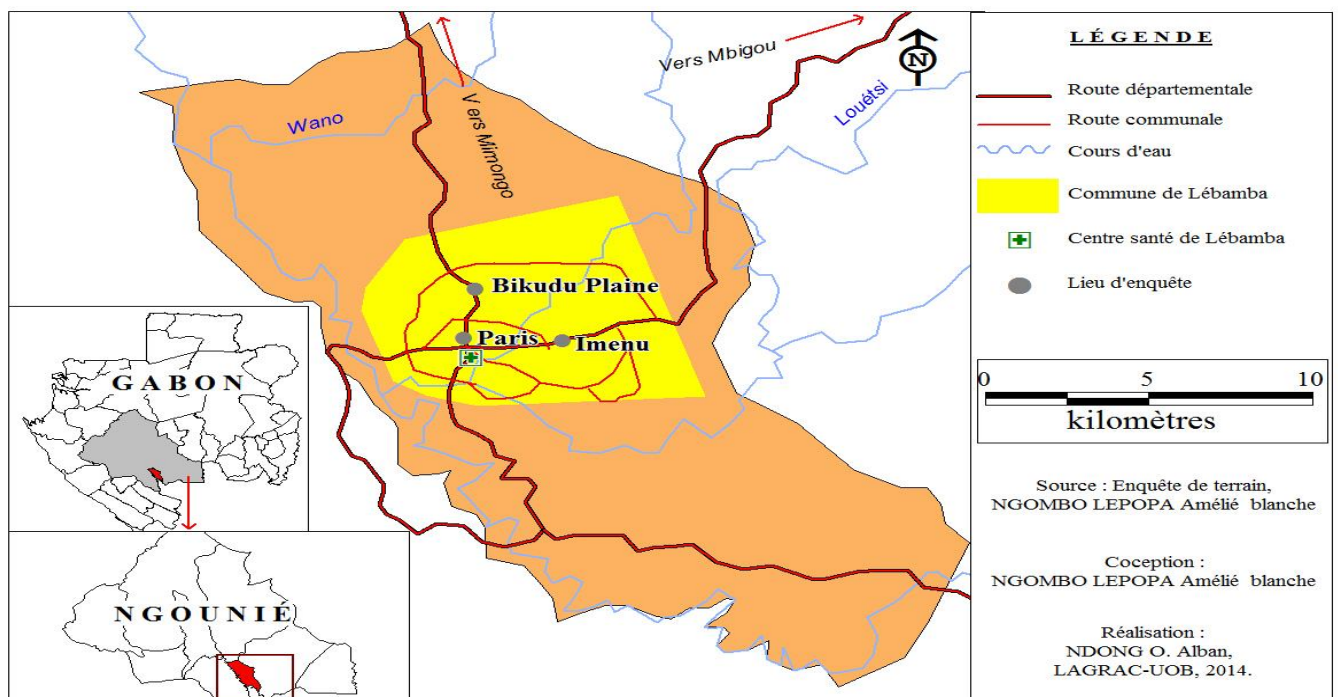 Wano
Vers Mimongo
Vers Mbigou
Louétsi
N
Bikudu Plaine
Paris
Imenu
GABON
NGOUNIÉ
LÉGENDE
Route départementale
Route communale
Cours d'eau
Commune de Lébamba
Centre santé de Lébamba
Lieu d'enquête
0 5 10
kilomètres
Source : Enquête de terrain,
NGOMBO LEPOPA Amélié blanche
Coception :
NGOMBO LEPOPA Amélié blanche
Réalisation :
NDONG O. Alban,
LAGRAC-UOB, 2014.